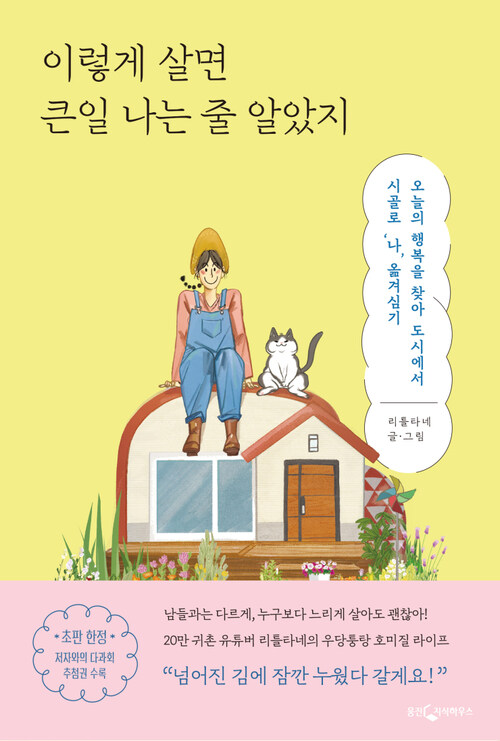 이렇게 살면
큰일 나는 줄 알았지
오늘의 행복을 찾아 도시에서
시골로 ‘나’ 옮겨심기
리틀타네
글·그림
남들과는 다르게, 누구보다 느리게 살아도 괜찮아!
20만 귀촌 유튜버 리틀타네의 우당퉁탕 호미질 라이프
“넘어진 김에 잠깐 누웠다 갈게요!”
* 초판 한정 *
저자와의 다과회
추첨권 수록
웅진 지식하우스